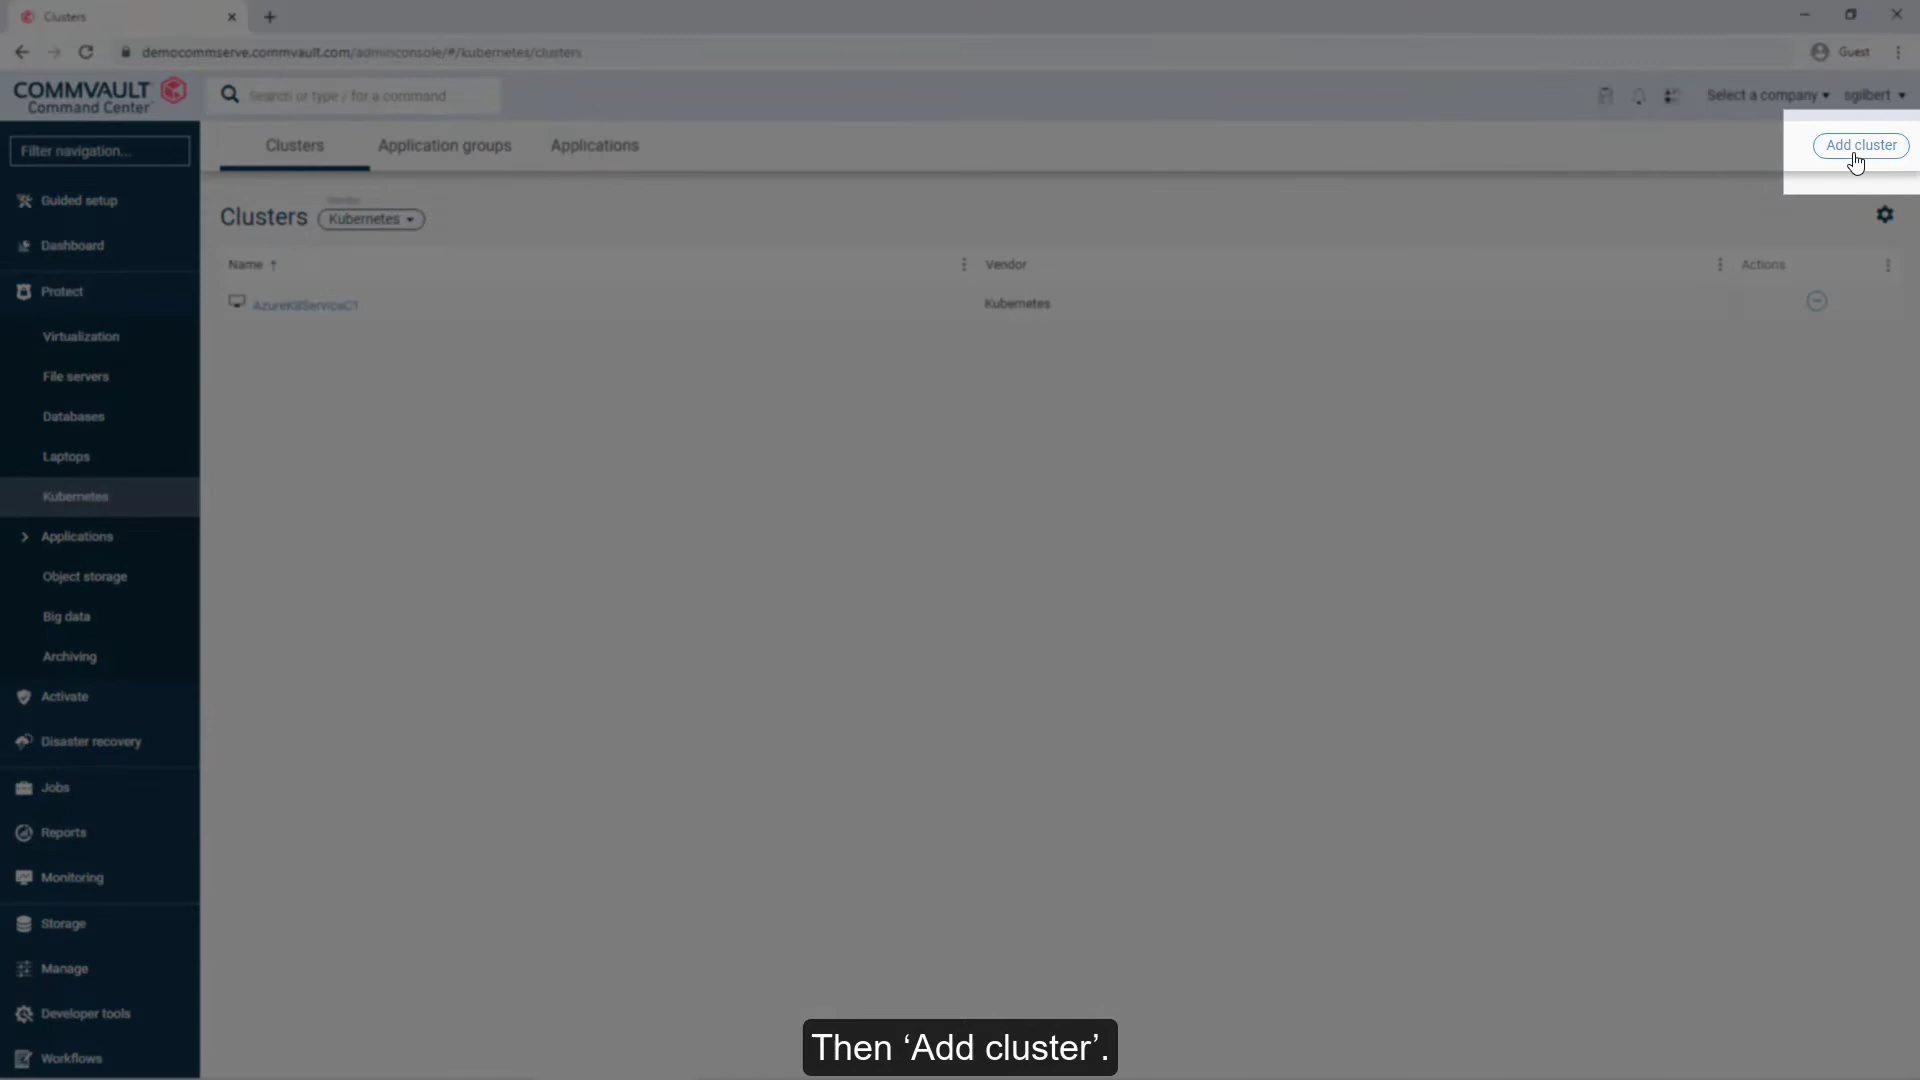 Clusters
democommserve.commvault.com/adminconsole/#/kubernetes/clusters
Guest
COMMVAULT
Command Center
Search or type / for a command
Select a company
sgilbert
Filter navigation...
Clusters
Application groups
Applications
Add cluster
Guided setup
Dashboard
Protect
Virtualization
File servers
Databases
Laptops
Kubernetes
Applications
Object storage
Big data
Archiving
Activate
Disaster recovery
Jobs
Reports
Monitoring
Storage
Manage
Developer tools
Workflows
Vendor
Clusters Kubernetes
Name Vendor Actions
AzureK8ServiceC1 Kubernetes
Then ‘Add cluster’.